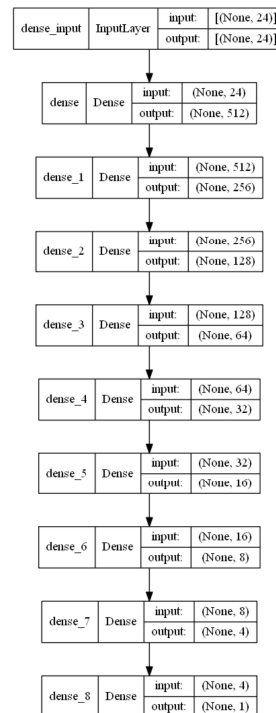 dense_input InputLayer input: [(None, 24)]
output: [(None, 24)]
dense Dense input: (None, 24)
output: (None, 512)
dense_1 Dense input: (None, 512)
output: (None, 256)
dense_2 Dense input: (None, 256)
output: (None, 128)
dense_3 Dense input: (None, 128)
output: (None, 64)
dense_4 Dense input: (None, 64)
output: (None, 32)
dense_5 Dense input: (None, 32)
output: (None, 16)
dense_6 Dense input: (None, 16)
output: (None, 8)
dense_7 Dense input: (None, 8)
output: (None, 4)
dense_8 Dense input: (None, 4)
output: (None, 1)